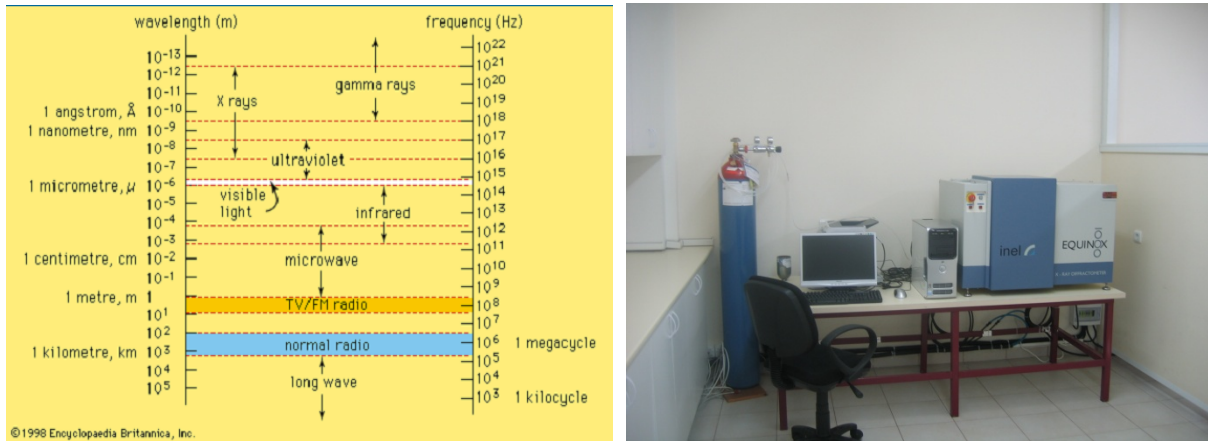 wavelength (m)
frequency (Hz)
10⁻¹³
10⁻¹²
10⁻¹¹
1 angstrom, Å 10⁻¹⁰
1 nanometre, nm 10⁻⁹
10⁻⁸
10⁻⁷
1 micrometre, μ 10⁻⁶
10⁻⁵
10⁻⁴
10⁻³
1 centimetre, cm 10⁻²
10⁻¹
1 metre, m 1
10¹
10²
1 kilometre, km 10³
10⁴
10⁵
gamma rays
X rays
ultraviolet
visible
light
infrared
microwave
TV/FM radio
normal radio
long wave
10²²
10²¹
10²⁰
10¹⁹
10¹⁸
10¹⁷
10¹⁶
10¹⁵
10¹⁴
10¹³
10¹²
10¹¹
10¹⁰
10⁹
10⁸
10⁷
10⁶ 1 megacycle
10⁵
10⁴
10³ 1 kilocycle
©1998 Encyclopaedia Britannica, Inc.
inel
EQUINOX
1000
X-RAY DIFFRACTOMETER